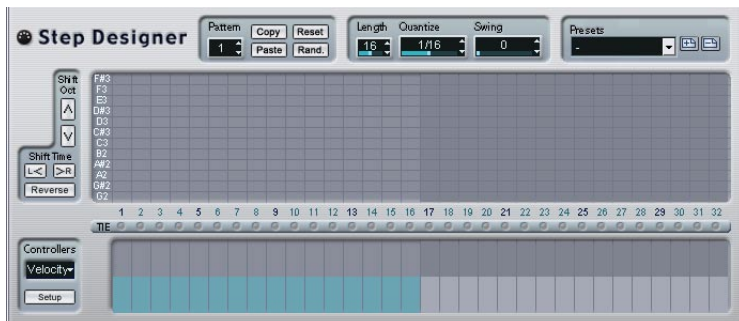 Step Designer
Pattern
1
Copy
Reset
Paste
Rand.
Length
16
Quantize
1/16
Swing
0
Presets
-
Shift
Oct
Shift Time
L<
>R
Reverse
F#3
F3
E3
D#3
D3
C#3
C3
B2
A#2
A2
G#2
G2
1 2 3 4 5 6 7 8 9 10 11 12 13 14 15 16 17 18 19 20 21 22 23 24 25 26 27 28 29 30 31 32
TIE
Controllers
Velocity
Setup